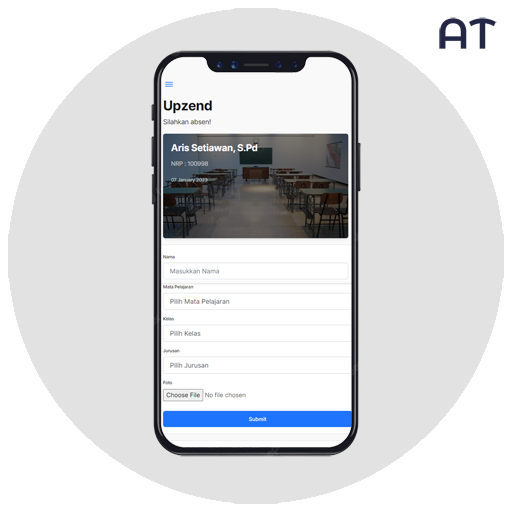 AT
Upzend
Silahkan absen!
Aris Setiawan, S.Pd
NRP : 100998
07 January 2023
Nama
Masukkan Nama
Mata Pelajaran
Pilih Mata Pelajaran
Kelas
Pilih Kelas
Jurusan
Pilih Jurusan
Foto
Choose File No file chosen
Submit